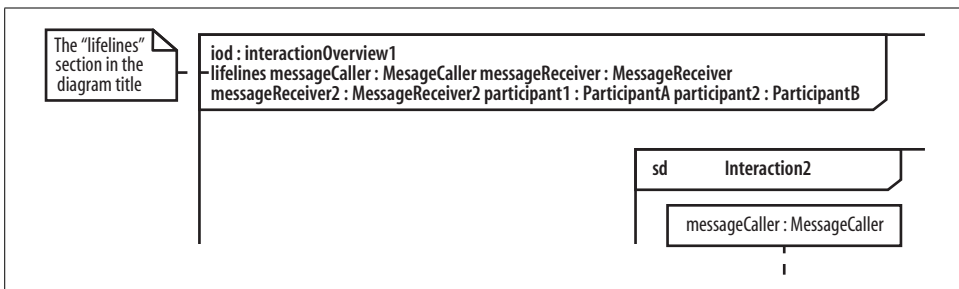 The “lifelines”
section in the
diagram title
iod : interactionOverview1
lifelines messageCaller : MesageCaller messageReceiver : MessageReceiver
messageReceiver2 : MessageReceiver2 participant1 : ParticipantA participant2 : ParticipantB
sd Interaction2
messageCaller : MessageCaller